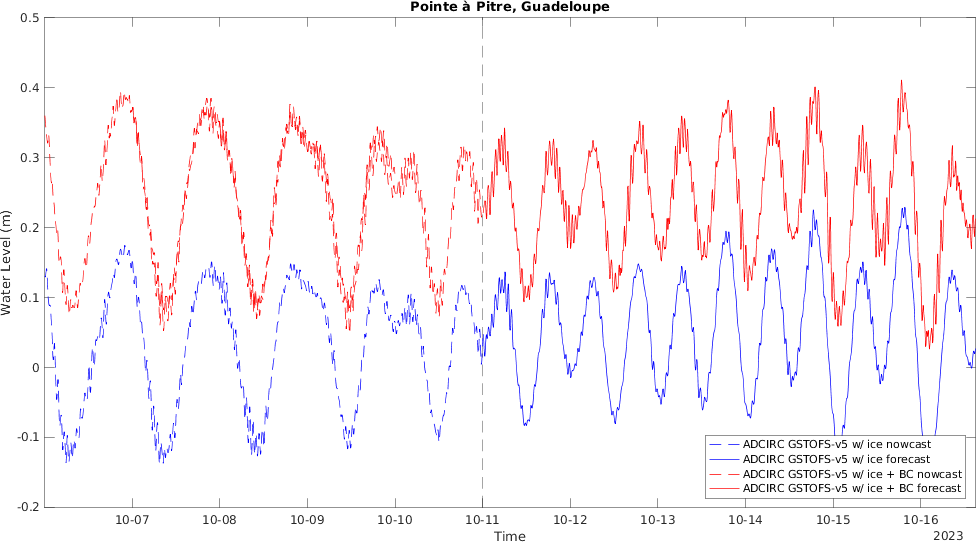 Pointe à Pitre, Guadeloupe
0.5
0.4
0.3
0.2
0.1
0
-0.1
-0.2
Water Level (m)
ADCIRC GSTOFS-v5 w/ ice nowcast
ADCIRC GSTOFS-v5 w/ ice forecast
ADCIRC GSTOFS-v5 w/ ice + BC nowcast
ADCIRC GSTOFS-v5 w/ ice + BC forecast
10-07 10-08 10-09 10-10 10-11 10-12 10-13 10-14 10-15 10-16
Time
2023